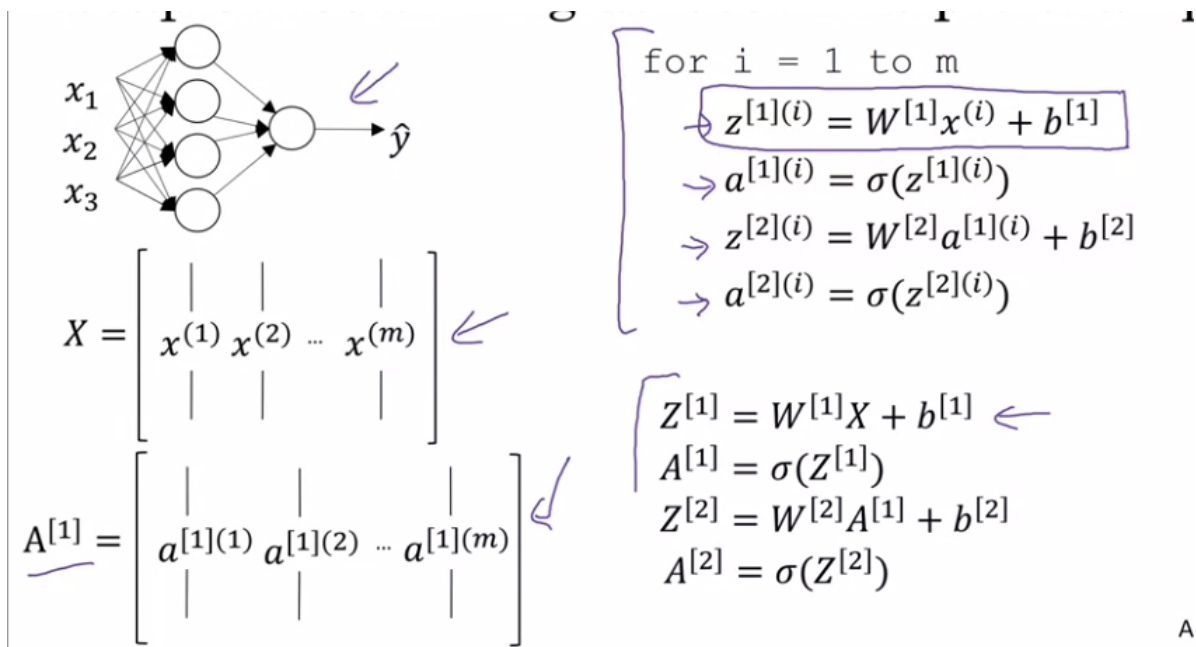 x₁
x₂
x₃
ŷ
X = [ x⁽¹⁾ x⁽²⁾ ... x⁽ᵐ⁾ ]
A^[1] = [ a^[1](1) a^[1](2) ... a^[1](m) ]
for i = 1 to m
z^[1](i) = W^[1]x^(i) + b^[1]
a^[1](i) = σ(z^[1](i))
z^[2](i) = W^[2]a^[1](i) + b^[2]
a^[2](i) = σ(z^[2](i))
Z^[1] = W^[1]X + b^[1]
A^[1] = σ(Z^[1])
Z^[2] = W^[2]A^[1] + b^[2]
A^[2] = σ(Z^[2])
A